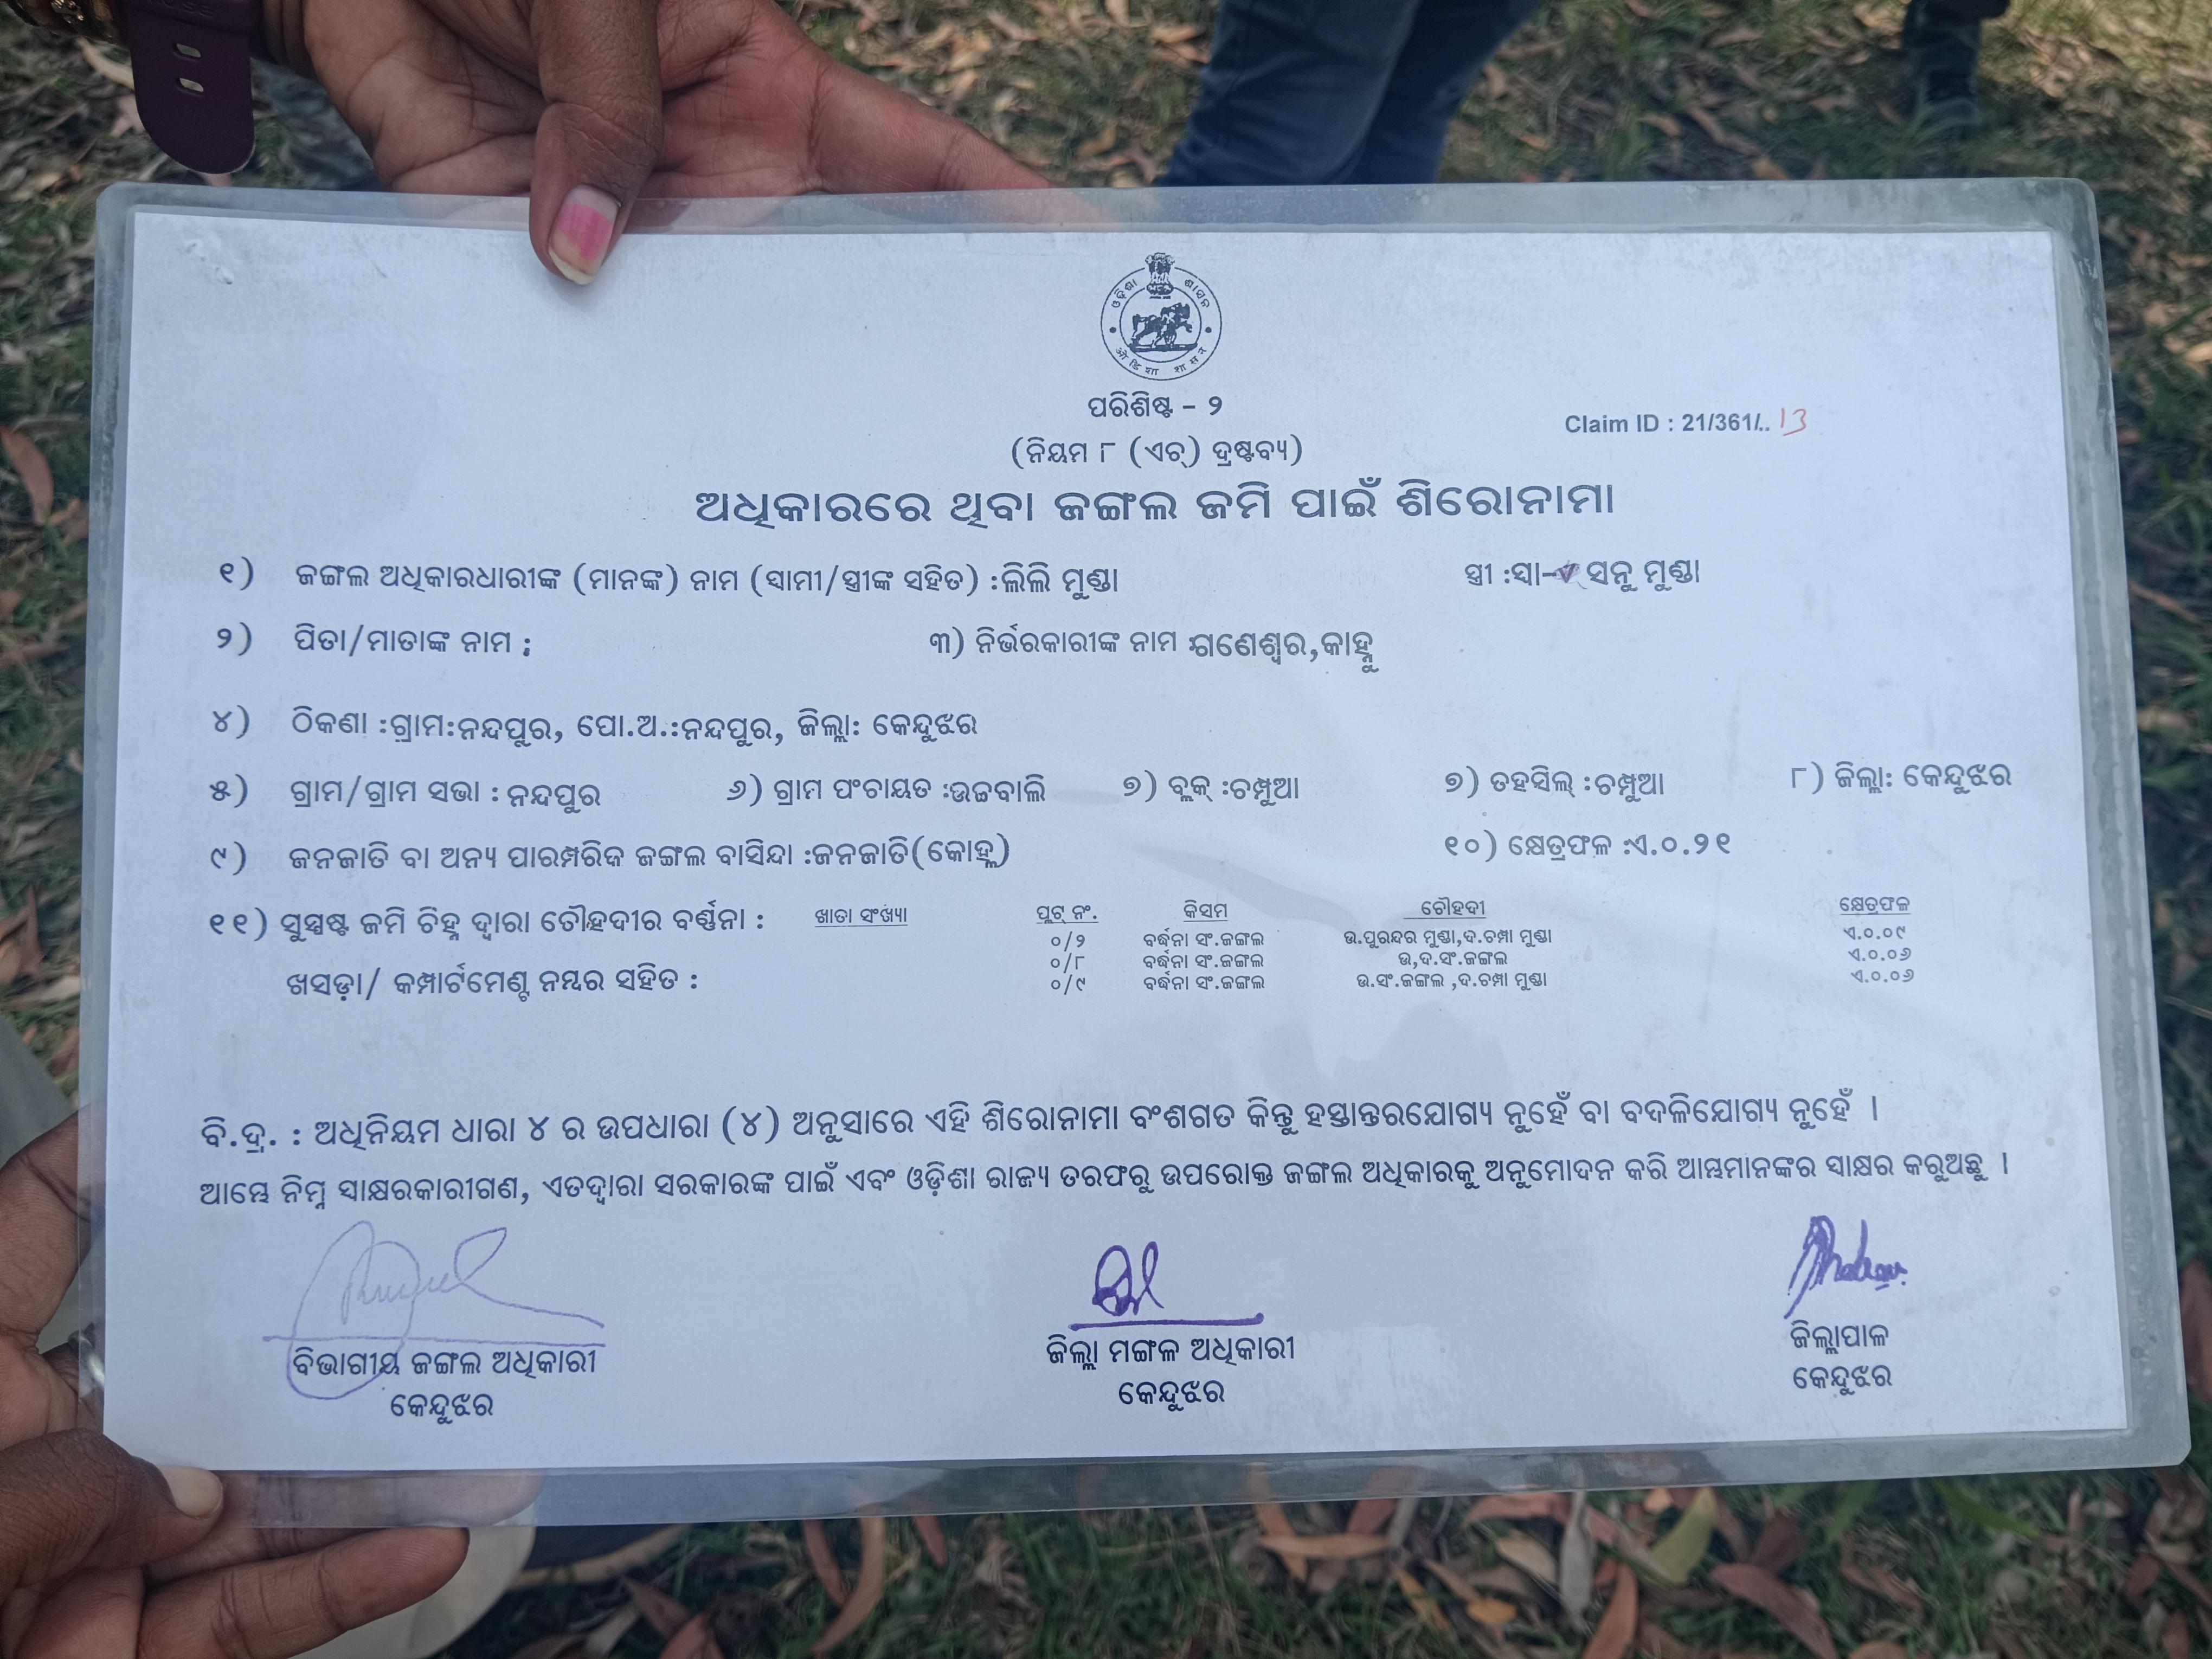 ଓଡ଼ିଶା ଶାସନ
ओडिशा शासन
ପରିଶିଷ୍ଟ - ୨
Claim ID : 21/361/.. 13
(ନିୟମ ୮ (ଏଚ୍) ଦ୍ରଷ୍ଟବ୍ୟ)
ଅଧିକାରରେ ଥିବା ଜଙ୍ଗଲ ଜମି ପାଇଁ ଶିରୋନାମା
୧) ଜଙ୍ଗଲ ଅଧିକାରଧାରୀଙ୍କ (ମାନଙ୍କ) ନାମ (ସ୍ୱାମୀ/ସ୍ତ୍ରୀଙ୍କ ସହିତ) :ଲିଲି ମୁଣ୍ଡା ସ୍ତ୍ରୀ :ସ୍ୱା- ସନୁ ମୁଣ୍ଡା
୨) ପିତା/ମାତାଙ୍କ ନାମ : ୩) ନିର୍ଭରକାରୀଙ୍କ ନାମ :ଗଣେଶ୍ୱର,କାହ୍ନୁ
୪) ଠିକଣା :ଗ୍ରାମ:ନନ୍ଦପୁର, ପୋ.ଅ.:ନନ୍ଦପୁର, ଜିଲ୍ଲା: କେନ୍ଦୁଝର
୫) ଗ୍ରାମ/ଗ୍ରାମ ସଭା : ନନ୍ଦପୁର ୬) ଗ୍ରାମ ପଂଚାୟତ :ଉଚ୍ଚବାଲି ୭) ବ୍ଲକ୍ :ଚମ୍ପୁଆ ୭) ତହସିଲ୍ :ଚମ୍ପୁଆ ୮) ଜିଲ୍ଲା: କେନ୍ଦୁଝର
୯) ଜନଜାତି ବା ଅନ୍ୟ ପାରମ୍ପରିକ ଜଙ୍ଗଲ ବାସିନ୍ଦା :ଜନଜାତି(କୋହ୍ଲ) ୧୦) କ୍ଷେତ୍ରଫଳ :ଏ.୦.୨୧
୧୧) ସୁସ୍ପଷ୍ଟ ଜମି ଚିହ୍ନ ଦ୍ୱାରା ଚୌହଦୀର ବର୍ଣ୍ଣନା : ଖାତା ସଂଖ୍ୟା ପ୍ଲଟ୍ ନଂ. କିସମ ଚୌହଦୀ କ୍ଷେତ୍ରଫଳ
୦/୨ ବର୍ଦ୍ଧନା ସଂ.ଜଙ୍ଗଲ ଉ.ପୁରନ୍ଦର ମୁଣ୍ଡା,ଦ.ଚମ୍ପା ମୁଣ୍ଡା ଏ.୦.୦୯
୦/୮ ବର୍ଦ୍ଧନା ସଂ.ଜଙ୍ଗଲ ଉ,ଦ.ସଂ.ଜଙ୍ଗଲ ଏ.୦.୦୬
ଖସଡ଼ା/ କମ୍ପାର୍ଟମେଣ୍ଟ ନମ୍ବର ସହିତ : ୦/୯ ବର୍ଦ୍ଧନା ସଂ.ଜଙ୍ଗଲ ଉ.ସଂ.ଜଙ୍ଗଲ ,ଦ.ଚମ୍ପା ମୁଣ୍ଡା ଏ.୦.୦୬
ବି.ଦ୍ର. : ଅଧିନିୟମ ଧାରା ୪ ର ଉପଧାରା (୪) ଅନୁସାରେ ଏହି ଶିରୋନାମା ବଂଶଗତ କିନ୍ତୁ ହସ୍ତାନ୍ତରଯୋଗ୍ୟ ନୁହେଁ ବା ବଦଳିଯୋଗ୍ୟ ନୁହେଁ ।
ଆମ୍ଭେ ନିମ୍ନ ସାକ୍ଷରକାରୀଗଣ, ଏତଦ୍ୱାରା ସରକାରଙ୍କ ପାଇଁ ଏବଂ ଓଡ଼ିଶା ରାଜ୍ୟ ତରଫରୁ ଉପରୋକ୍ତ ଜଙ୍ଗଲ ଅଧିକାରକୁ ଅନୁମୋଦନ କରି ଆମ୍ଭମାନଙ୍କର ସାକ୍ଷର କରୁଅଛୁ ।
ବିଭାଗୀୟ ଜଙ୍ଗଲ ଅଧିକାରୀ ଜିଲ୍ଲା ମଙ୍ଗଳ ଅଧିକାରୀ ଜିଲ୍ଲାପାଳ
କେନ୍ଦୁଝର କେନ୍ଦୁଝର କେନ୍ଦୁଝର